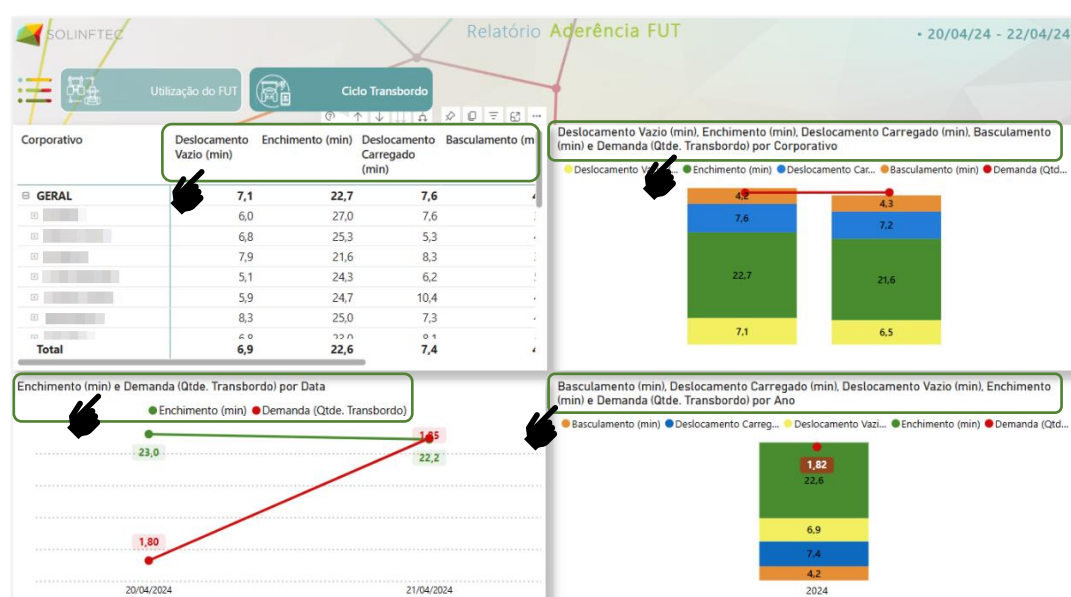 SOLINFTEC
Relatório Aderência FUT
• 20/04/24 - 22/04/24
Utilização do FUT
Ciclo Transbordo
Corporativo
Deslocamento Vazio (min)
Enchimento (min)
Deslocamento Carregado (min)
Basculamento (m
GERAL 7,1 22,7 7,6
6,0 27,0 7,6
6,8 25,3 5,3
7,9 21,6 8,3
5,1 24,3 6,2
5,9 24,7 10,4
8,3 25,0 7,3
Total 6,9 22,6 7,4
Deslocamento Vazio (min), Enchimento (min), Deslocamento Carregado (min), Basculamento
(min) e Demanda (Qtde. Transbordo) por Corporativo
Deslocamento ... Enchimento (min) Deslocamento Car... Basculamento (min) Demanda (Qtd...
4,2 4,3
7,6 7,2
22,7 21,6
7,1 6,5
Enchimento (min) e Demanda (Qtde. Transbordo) por Data
Enchimento (min) Demanda (Qtde. Transbordo)
23,0
22,2
1,80
20/04/2024 21/04/2024
Basculamento (min), Deslocamento Carregado (min), Deslocamento Vazio (min), Enchimento
(min) e Demanda (Qtde. Transbordo) por Ano
Basculamento (min) Deslocamento Carreg... Deslocamento Vazi... Enchimento (min) Demanda (Qtd...
1,82
22,6
6,9
7,4
4,2
2024